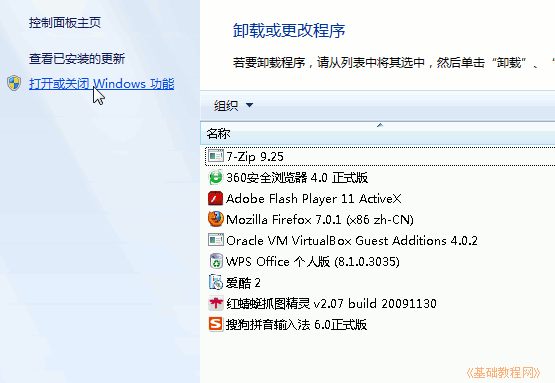 控制面板主页
查看已安装的更新
打开或关闭 Windows 功能
卸载或更改程序
若要卸载程序，请从列表中将其选中，然后单击“卸载”、“
组织
名称
7-Zip 9.25
360安全浏览器 4.0 正式版
Adobe Flash Player 11 ActiveX
Mozilla Firefox 7.0.1 (x86 zh-CN)
Oracle VM VirtualBox Guest Additions 4.0.2
WPS Office 个人版 (8.1.0.3035)
爱酷 2
红蜻蜓抓图精灵 v2.07 build 20091130
搜狗拼音输入法 6.0正式版
《基础教程网》